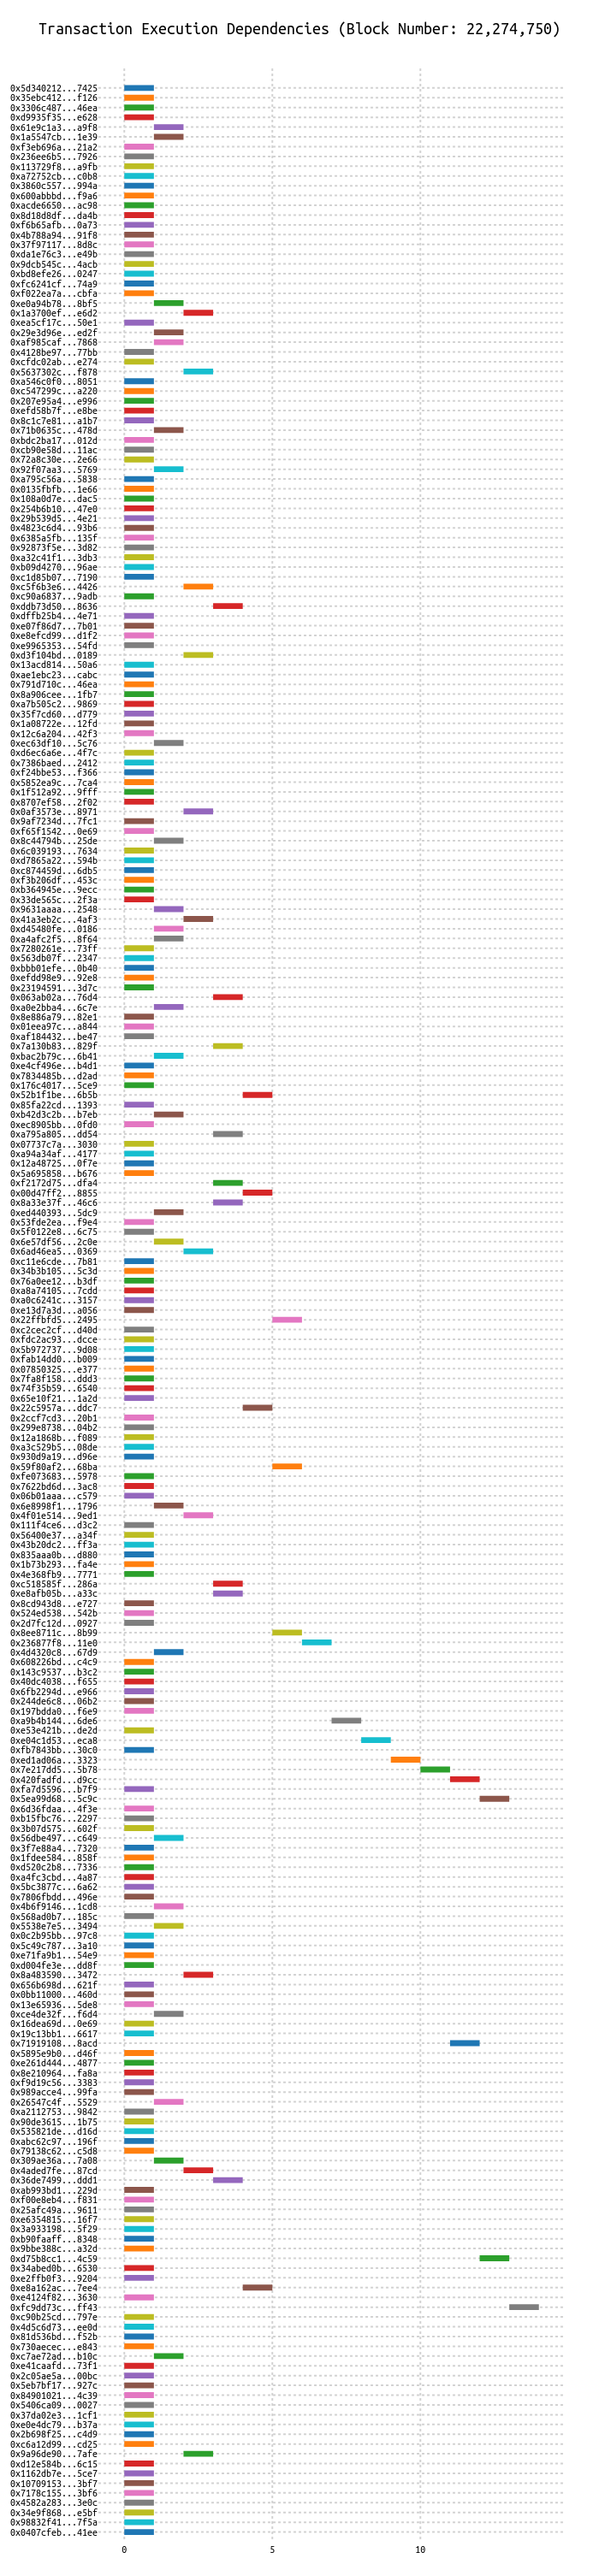 Transaction Execution Dependencies (Block Number: 22,274,750)
0x5d340212...7425
0x35ebc412...f126
0x3306c487...46ea
0xd9935f35...e628
0x61e9c1a3...a9f8
0x1a5547cb...1e39
0xf3eb696a...21a2
0x236ee6b5...7926
0x113729f8...a9fb
0xa72752cb...c0b8
0x3860c557...994a
0x600abbbd...f9a6
0xacde6650...ac98
0x8d18d8df...da4b
0xf6b65afb...0a73
0x4b788a94...91f8
0x37f97117...8d8c
0xda1e76c3...e49b
0x9dcb545c...4acb
0xbd8efe26...0247
0xfc6241cf...74a9
0xf022ea7a...cbfa
0xe0a94b78...8bf5
0x1a3700ef...e6d2
0xea5cf17c...50e1
0x29e3d96e...ed2f
0xaf985caf...7868
0x4128be97...77bb
0xcfdc02ab...e274
0x5637302c...f878
0xa546c0f0...8051
0xc547299c...a220
0x207e95a4...e996
0xefd58b7f...e8be
0x8c1c7e81...a1b7
0x71b0635c...478d
0xbdc2ba17...012d
0xcb90e58d...11ac
0x72a8c30e...2e66
0x92f07aa3...5769
0xa795c56a...5838
0x0135fbfb...1e66
0x108a0d7e...dac5
0x254b6b10...47e0
0x29b539d5...4e21
0x4823c6d4...93b6
0x6385a5fb...135f
0x92873f5e...3d82
0xa32c41f1...3db3
0xb09d4270...96ae
0xc1d85b07...7190
0xc5f6b3e6...4426
0xc90a6837...9adb
0xddb73d50...8636
0xdffb25b4...4e71
0xe07f86d7...7b01
0xe8efcd99...d1f2
0xe9965353...54fd
0xd3f104bd...0189
0x13acd814...50a6
0xae1ebc23...cabc
0x791d710c...46ea
0x8a906cee...1fb7
0xa7b505c2...9869
0x35f7cd60...d779
0x1a08722e...12fd
0x12c6a204...42f3
0xec63df10...5c76
0xd6ec6a6e...4f7c
0x7386baed...2412
0xf24bbe53...f366
0x5852ea9c...7ca4
0x1f512a92...9fff
0x8707ef58...2f02
0x0af3573e...8971
0x9af7234d...7fc1
0xf65f1542...0e69
0x8c44794b...25de
0x6c039193...7634
0xd7865a22...594b
0xc874459d...6db5
0xf3b206df...453c
0xb364945e...9ecc
0x33de565c...2f3a
0x9631aaaa...2548
0x41a3eb2c...4af3
0xd45480fe...0186
0xa4afc2f5...8f64
0x7280261e...73ff
0x563db07f...2347
0xbbb01efe...0b40
0xefdd98e9...92e8
0x23194591...3d7c
0x063ab02a...76d4
0xa0e2bba4...6c7e
0x8e886a79...82e1
0x01eea97c...a844
0xaf184432...be47
0x7a130b83...829f
0xbac2b79c...6b41
0xe4cf496e...b4d1
0x7834485b...d2ad
0x176c4017...5ce9
0x52b1f1be...6b5b
0x85fa22cd...1393
0xb42d3c2b...b7eb
0xec8905bb...0fd0
0xa795a805...dd54
0x07737c7a...3030
0xa94a34af...4177
0x12a48725...0f7e
0x5a695858...b676
0xf2172d75...dfa4
0x00d47ff2...8855
0x8a33e37f...46c6
0xed440393...5dc9
0x53fde2ea...f9e4
0x5f0122e8...6c75
0x6e57df56...2c0e
0x6ad46ea5...0369
0xc11e6cde...7b81
0x34b3b105...5c3d
0x76a0ee12...b3df
0xa8a74105...7cdd
0xa0c6241c...3157
0xe13d7a3d...a056
0x22ffbfd5...2495
0xc2cec2cf...d40d
0xfdc2ac93...dcce
0x5b972737...9d08
0xfab14dd0...b009
0x07850325...e377
0x7fa8f158...ddd3
0x74f35b59...6540
0x65e10f21...1a2d
0x22c5957a...ddc7
0x2ccf7cd3...20b1
0x299e8738...04b2
0x12a1868b...f089
0xa3c529b5...08de
0x930d9a19...d96e
0x59f80af2...68ba
0xfe073683...5978
0x7622bd6d...3ac8
0x06b01aaa...c579
0x6e8998f1...1796
0x4f01e514...9ed1
0x111f4ce6...d3c2
0x56400e37...a34f
0x43b20dc2...ff3a
0x835aaa0b...d880
0x1b73b293...fa4e
0x4e368fb9...7771
0xc518585f...286a
0xe8afb05b...a33c
0x8cd943d8...e727
0x524ed538...542b
0x2d7fc12d...0927
0x8ee8711c...8b99
0x236877f8...11e0
0x4d4320c8...67d9
0x608226bd...c4c9
0x143c9537...b3c2
0x40dc4038...f655
0x6fb2294d...e966
0x244de6c8...06b2
0x197bdda0...f6e9
0xa9b4b144...6de6
0xe53e421b...de2d
0xe04c1d53...eca8
0xfb7843bb...30c0
0xed1ad06a...3323
0x7e217dd5...5b78
0x420fadfd...d9cc
0xfa7d5596...b7f9
0x5ea99d68...5c9c
0x6d36fdaa...4f3e
0xb15fbc76...2297
0x3b07d575...602f
0x56dbe497...c649
0x3f7e88a4...7320
0x1fdee584...858f
0xd520c2b8...7336
0xa4fc3cbd...4a87
0x5bc3877c...6a62
0x7806fbdd...496e
0x4b6f9146...1cd8
0x568ad0b7...185c
0x5538e7e5...3494
0x0c2b95bb...97c8
0x5c49c787...3a10
0xe71fa9b1...54e9
0xd004fe3e...dd8f
0x8a483590...3472
0x656b698d...621f
0x0bb11000...460d
0x13e65936...5de8
0xce4de32f...f6d4
0x16dea69d...0e69
0x19c13bb1...6617
0x71919108...8acd
0x5895e9b0...d46f
0xe261d444...4877
0x8e210964...fa8a
0xf9d19c56...3383
0x989acce4...99fa
0x26547c4f...5529
0xa2112753...9842
0x90de3615...1b75
0x535821de...d16d
0xabc62c97...196f
0x79138c62...c5d8
0x309ae36a...7a08
0x4aded7fe...87cd
0x36de7499...ddd1
0xab993bd1...229d
0xf00e8eb4...f831
0x25afc49a...9611
0xe6354815...16f7
0x3a933198...5f29
0xb90faaff...8348
0x9bbe388c...a32d
0xd75b8cc1...4c59
0x34abed0b...6530
0xe2ffb0f3...9204
0xe8a162ac...7ee4
0xe4124f82...3630
0xfc9dd73c...ff43
0xc90b25cd...797e
0x4d5c6d73...ee0d
0x81d536bd...f52b
0x730aecec...e843
0xc7ae72ad...b10c
0xe41caafd...73f1
0x2c05ae5a...00bc
0x5eb7bf17...927c
0x84901021...4c39
0x5406ca09...0027
0x37da02e3...1cf1
0xe0e4dc79...b37a
0x2b698f25...c4d9
0xc6a12d99...cd25
0x9a96de90...7afe
0xd12e584b...6c15
0x1162db7e...5ce7
0x10709153...3bf7
0x7178c155...3bf6
0x4582a283...3e0c
0x34e9f868...e5bf
0x98832f41...7f5a
0x0407cfeb...41ee
0 5 10